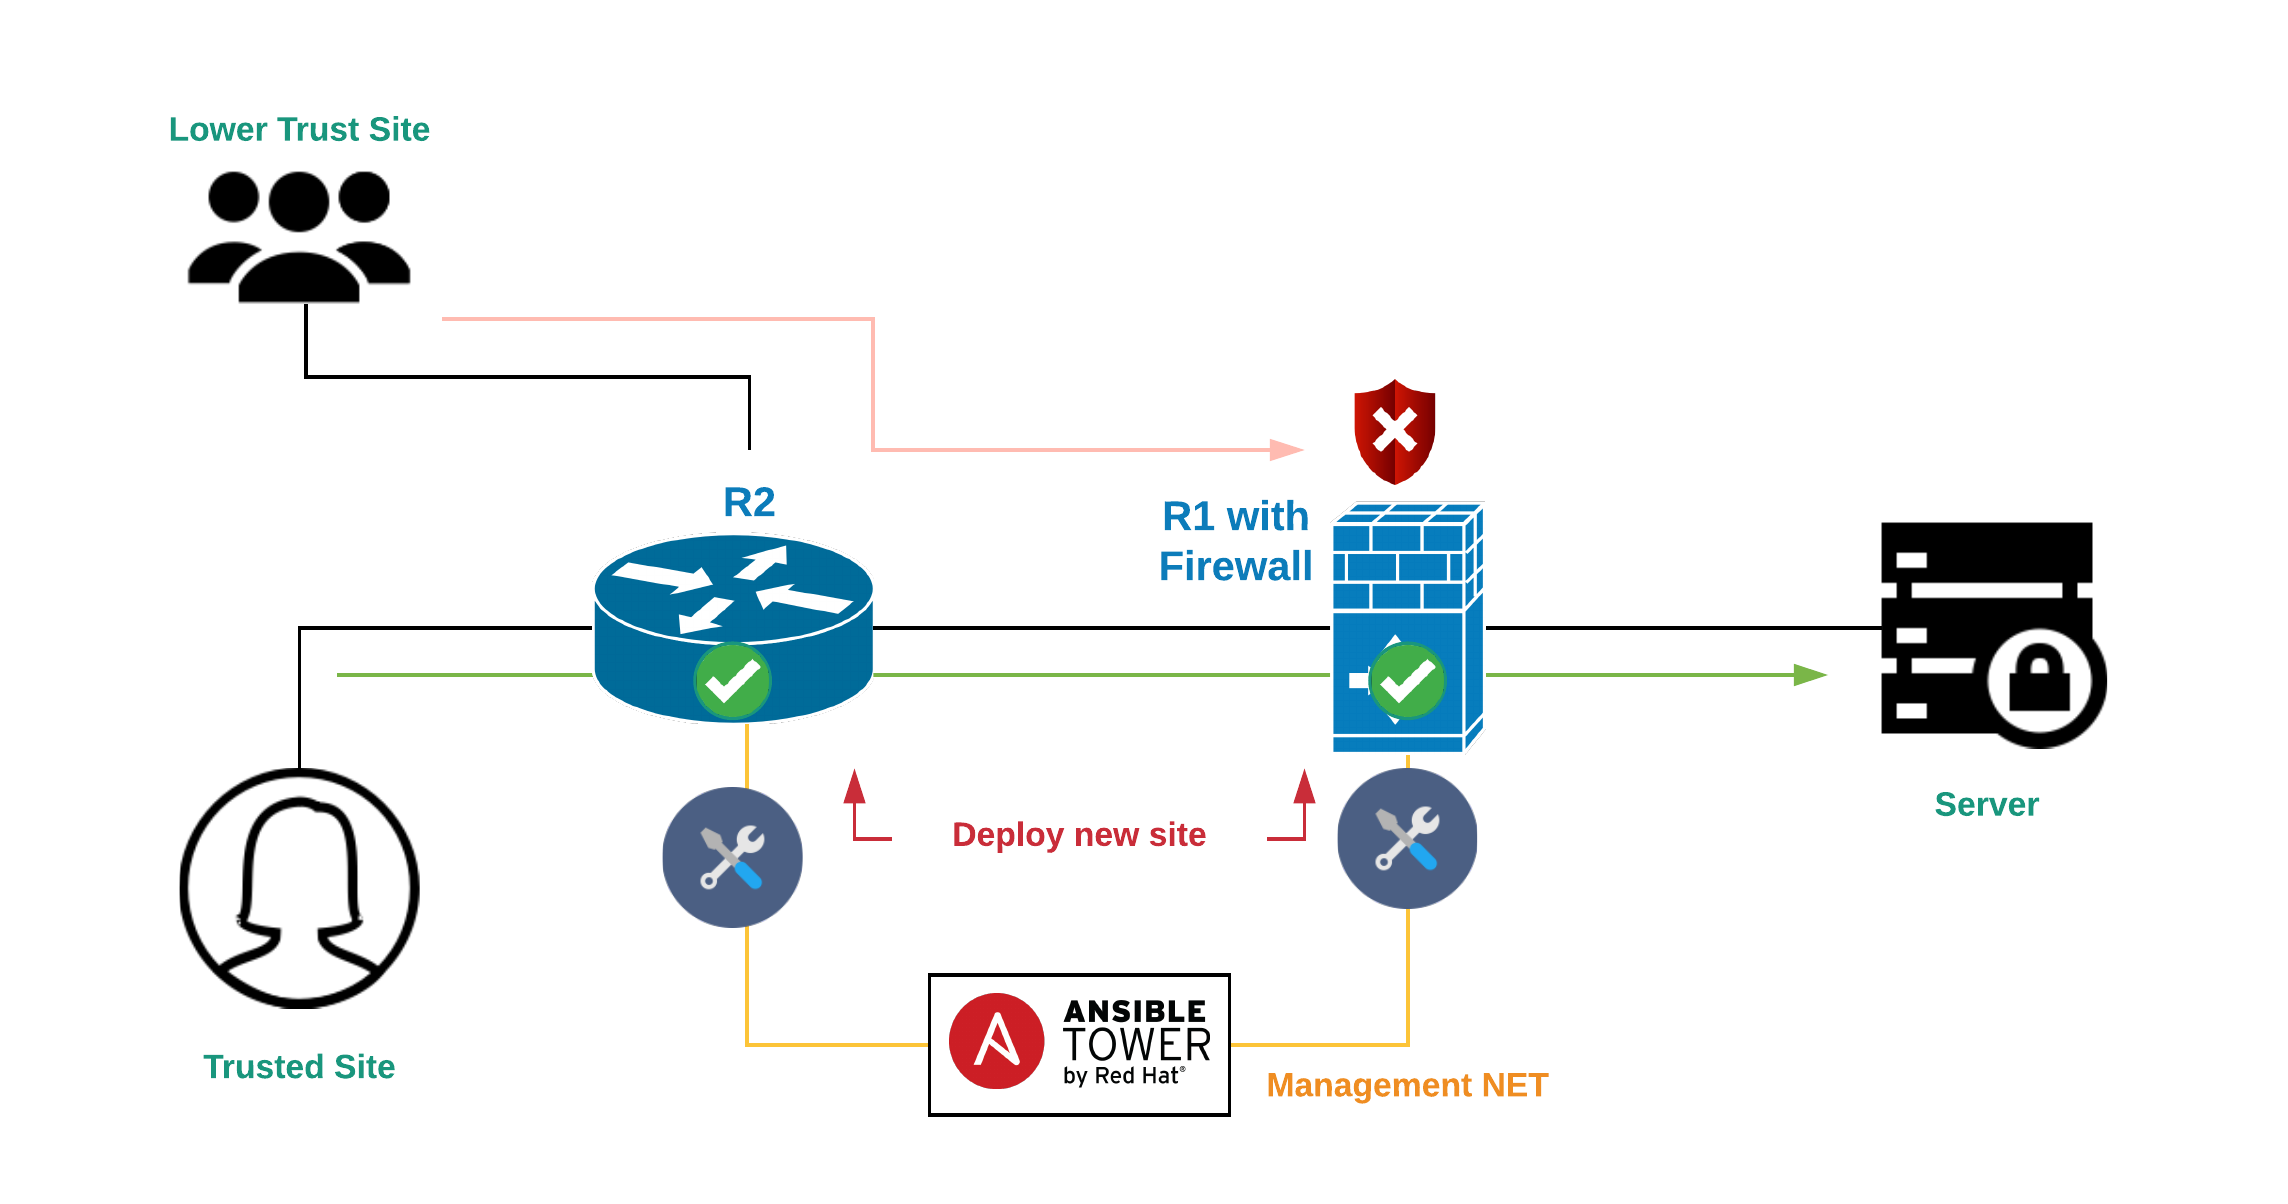 Lower Trust Site
R2
R1 with
Firewall
Server
Deploy new site
Trusted Site
ANSIBLE
TOWER
by Red Hat®
Management NET